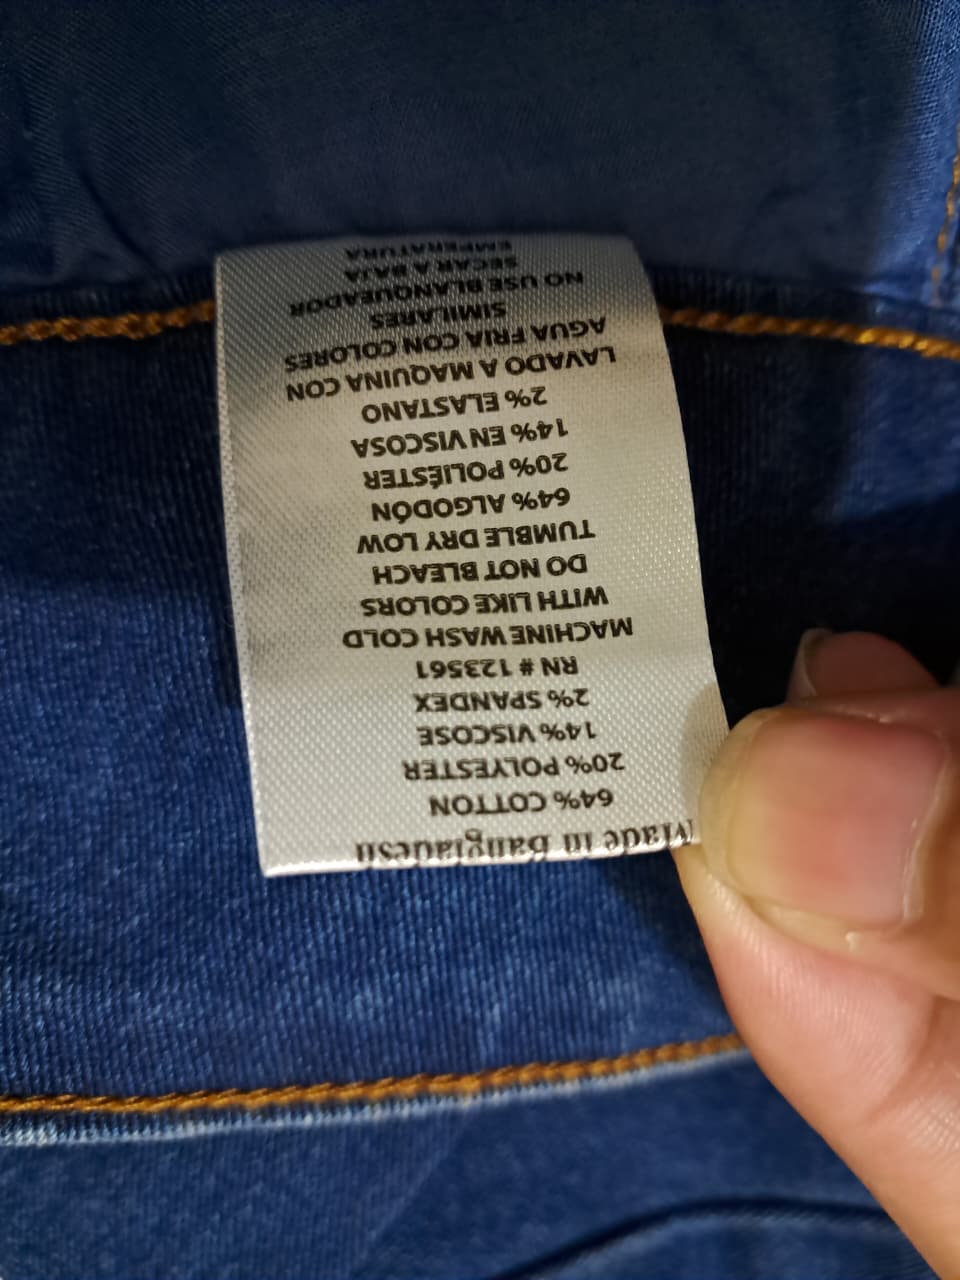 Made in Bangladesh
64% COTTON
20% POLYESTER
14% VISCOSE
2% SPANDEX
RN # 123561
MACHINE WASH COLD
WITH LIKE COLORS
DO NOT BLEACH
TUMBLE DRY LOW
64% ALGODÓN
20% POLIÉSTER
14% EN VISCOSA
2% ELASTANO
LAVADO A MAQUINA CON
AGUA FRIA CON COLORES
SIMILARES
NO USE BLANQUEADOR
SECAR A BAJA
EMPERATURA